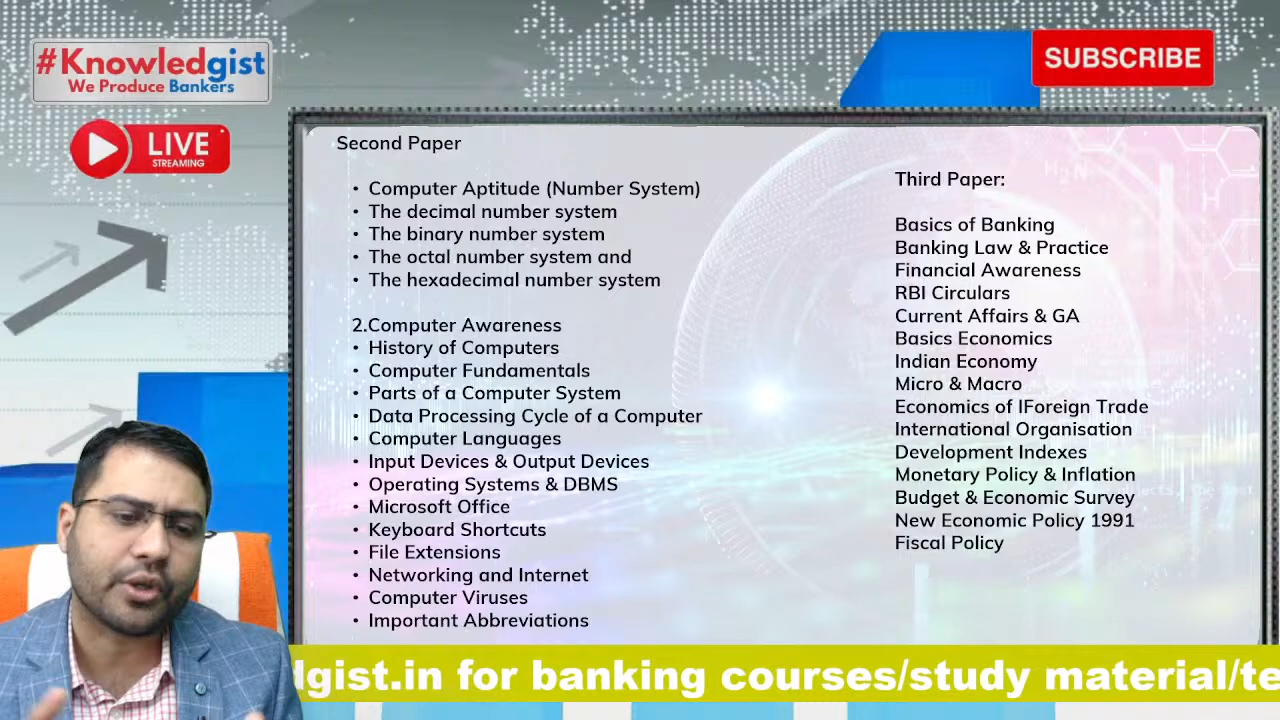 #Knowledgist
We Produce Bankers
SUBSCRIBE
LIVE
STREAMING
Second Paper
• Computer Aptitude (Number System)
• The decimal number system
• The binary number system
• The octal number system and
• The hexadecimal number system
2.Computer Awareness
• History of Computers
• Computer Fundamentals
• Parts of a Computer System
• Data Processing Cycle of a Computer
• Computer Languages
• Input Devices & Output Devices
• Operating Systems & DBMS
• Microsoft Office
• Keyboard Shortcuts
• File Extensions
• Networking and Internet
• Computer Viruses
• Important Abbreviations
Third Paper:
Basics of Banking
Banking Law & Practice
Financial Awareness
RBI Circulars
Current Affairs & GA
Basics Economics
Indian Economy
Micro & Macro
Economics of IForeign Trade
International Organisation
Development Indexes
Monetary Policy & Inflation
Budget & Economic Survey
New Economic Policy 1991
Fiscal Policy
dgist.in for banking courses/study material/te